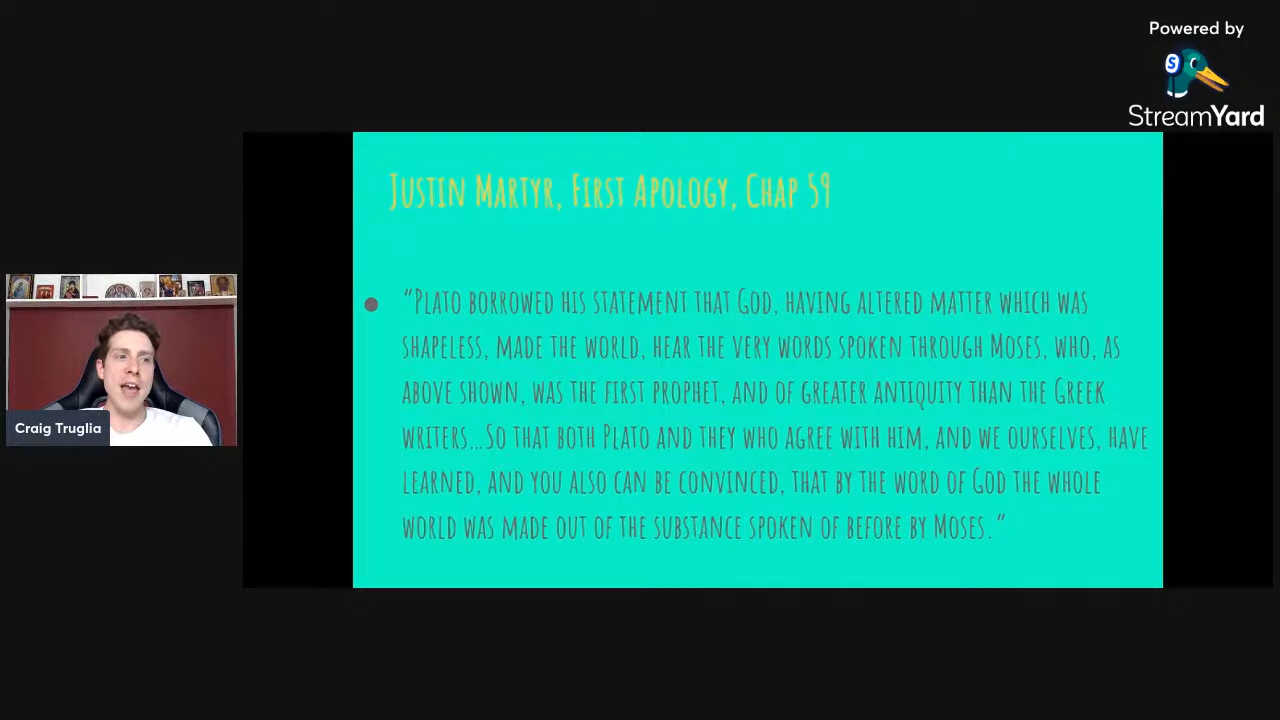 Powered by
StreamYard
JUSTIN MARTYR, FIRST APOLOGY, CHAP 59
“PLATO BORROWED HIS STATEMENT THAT GOD, HAVING ALTERED MATTER WHICH WAS
SHAPELESS, MADE THE WORLD, HEAR THE VERY WORDS SPOKEN THROUGH MOSES, WHO, AS
ABOVE SHOWN, WAS THE FIRST PROPHET, AND OF GREATER ANTIQUITY THAN THE GREEK
WRITERS...SO THAT BOTH PLATO AND THEY WHO AGREE WITH HIM, AND WE OURSELVES, HAVE
LEARNED, AND YOU ALSO CAN BE CONVINCED, THAT BY THE WORD OF GOD THE WHOLE
WORLD WAS MADE OUT OF THE SUBSTANCE SPOKEN OF BEFORE BY MOSES.”
Craig Truglia